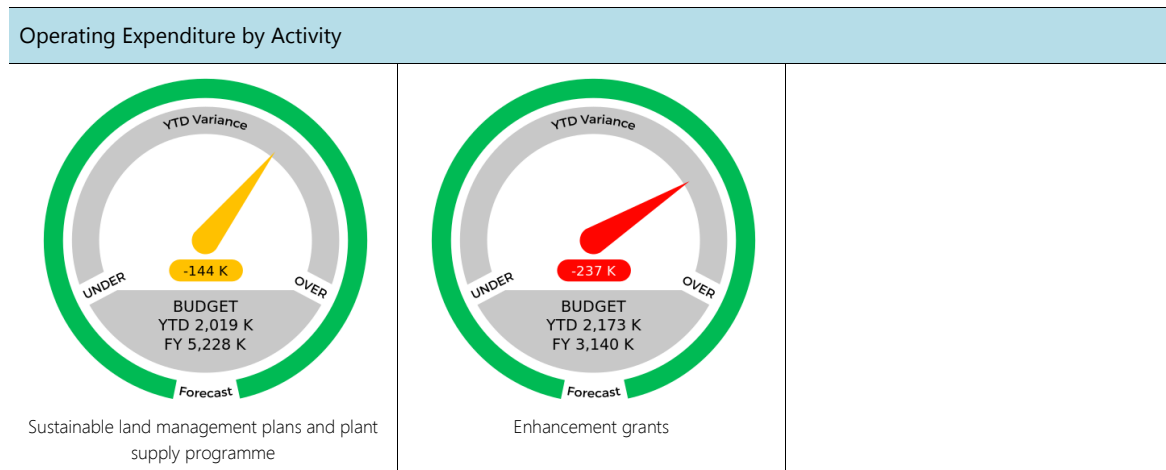 Operating Expenditure by Activity
YTD Variance
-144 K
UNDER
OVER
BUDGET
YTD 2,019 K
FY 5,228 K
Forecast
Sustainable land management plans and plant
supply programme
YTD Variance
-237 K
UNDER
OVER
BUDGET
YTD 2,173 K
FY 3,140 K
Forecast
Enhancement grants